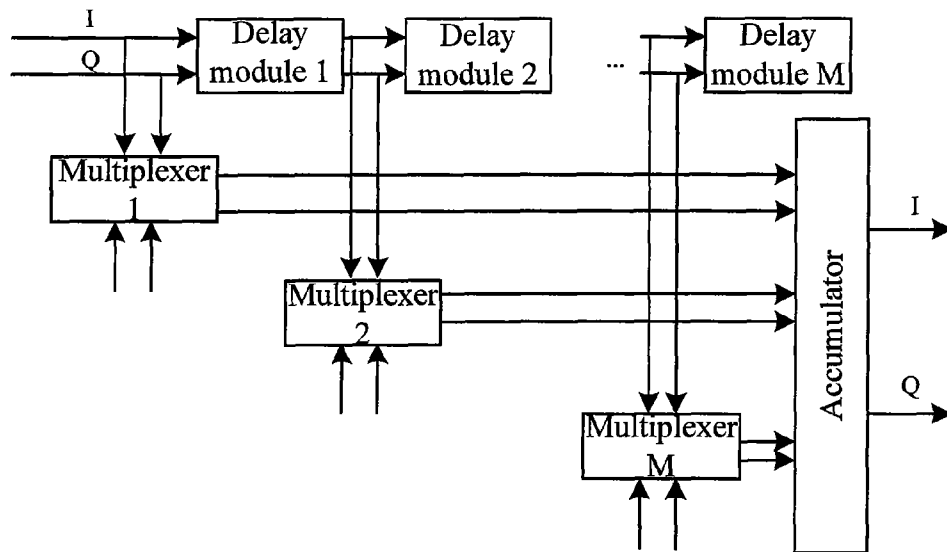 I
Q
Delay
module 1
Delay
module 2
...
Delay
module M
Multiplexer
1
Multiplexer
2
Multiplexer
M
Accumulator
I
Q